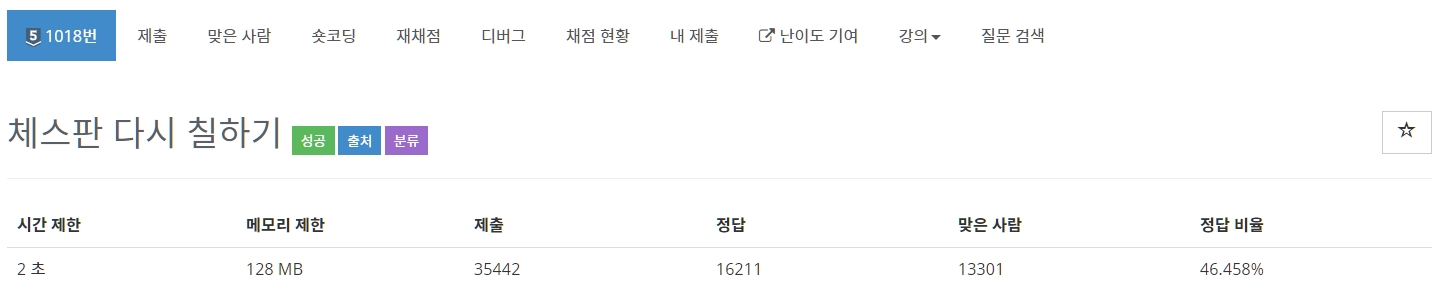 5 1018번 제출 맞은 사람 숏코딩 재채점 디버그 채점 현황 내 제출 난이도 기여 강의 질문 검색
체스판 다시 칠하기 성공 출처 분류
시간 제한 메모리 제한 제출 정답 맞은 사람 정답 비율
2 초 128 MB 35442 16211 13301 46.458%